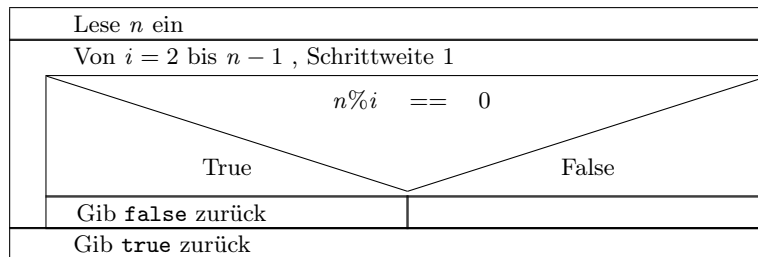 Lese n ein
Von i = 2 bis n − 1 , Schrittweite 1
n%i == 0
True False
Gib false zurück
Gib true zurück